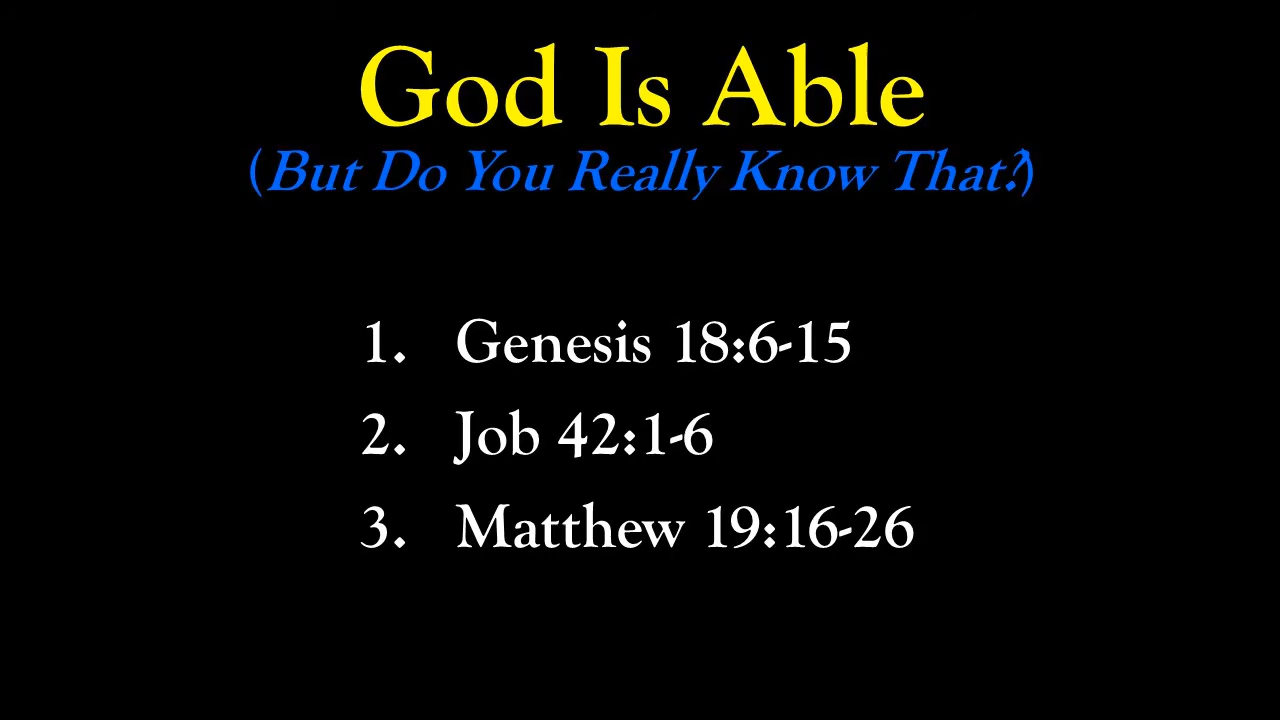 God Is Able
(But Do You Really Know That?)
1. Genesis 18:6-15
2. Job 42:1-6
3. Matthew 19:16-26